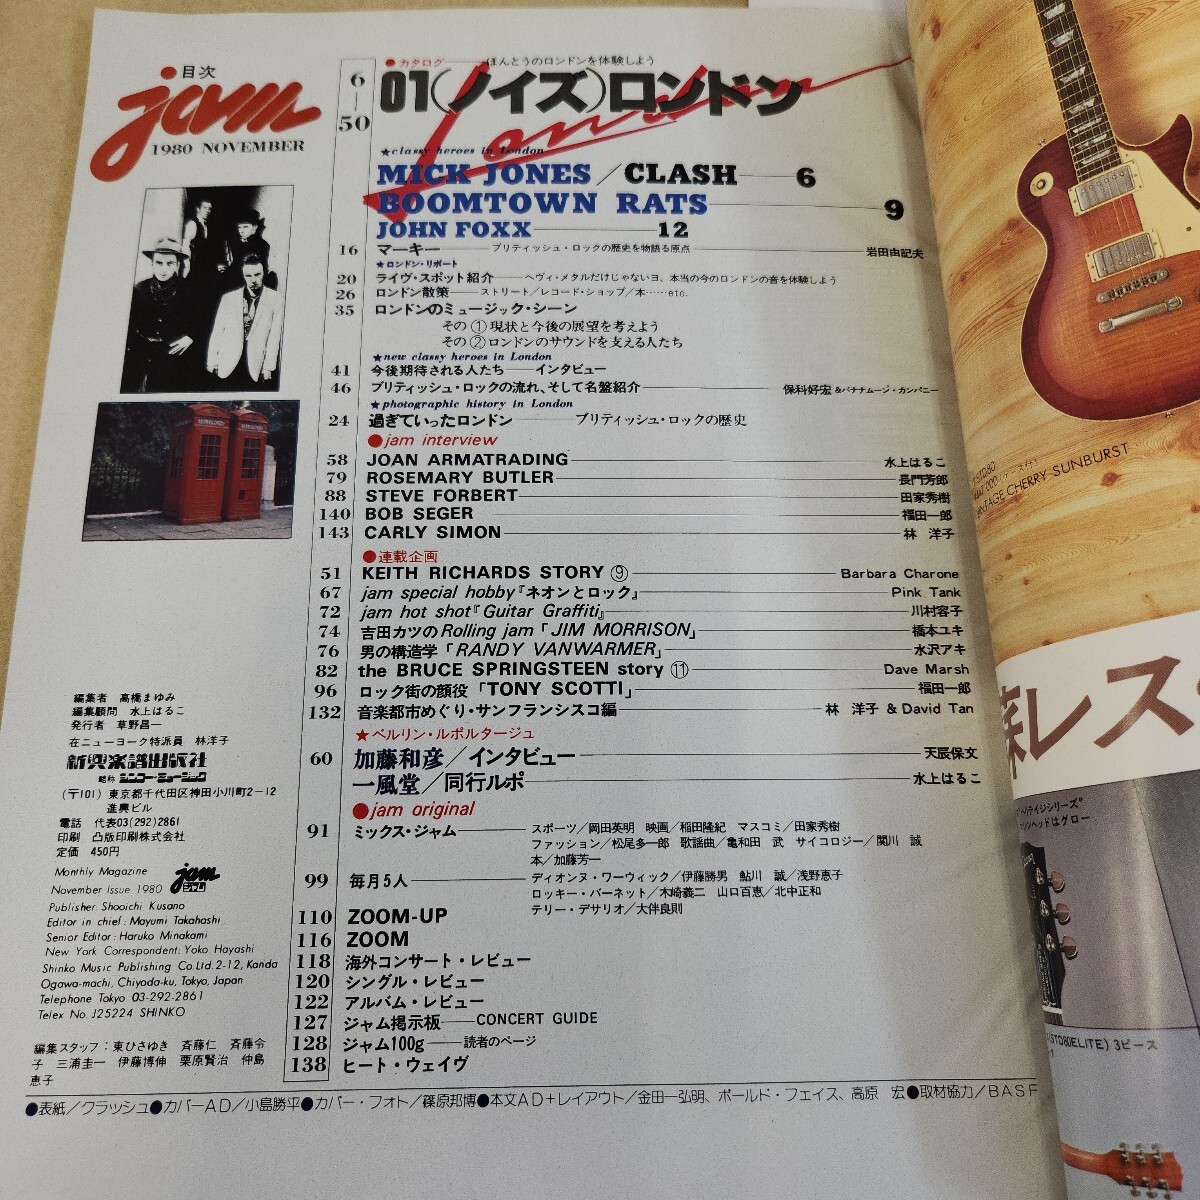 目次
jam
1980 NOVEMBER
6-50
●カタログ——ほんとうのロンドンを体験しよう
01(ノイズ)ロンドン
London
★classy heroes in London
MICK JONES/CLASH——6
BOOMTOWN RATS——9
JOHN FOXX——12
16 マーキー——ブリティッシュ・ロックの歴史を物語る原点——岩田由記夫
★ロンドン・リポート
20 ライヴ・スポット紹介——ヘヴィ・メタルだけじゃないヨ、本当の今のロンドンの音を体験しよう
26 ロンドン散策——ストリート/レコード・ショップ/本……etc.
35 ロンドンのミュージック・シーン
その①現状と今後の展望を考えよう
その②ロンドンのサウンドを支える人たち
★new classy heroes in London
41 今後期待される人たち——インタビュー
46 ブリティッシュ・ロックの流れ、そして名盤紹介——保科好宏&バナナムーン・カンパニー
★photographic history in London
24 過ぎていったロンドン——ブリティッシュ・ロックの歴史
●jam interview
58 JOAN ARMATRADING——水上はるこ
79 ROSEMARY BUTLER——長門芳郎
88 STEVE FORBERT——田家秀樹
140 BOB SEGER——福田一郎
143 CARLY SIMON——林 洋子
●連載企画
51 KEITH RICHARDS STORY⑨——Barbara Charone
67 jam special hobby『ネオンとロック』——Pink Tank
72 jam hot shot『Guitar Graffiti』——川村容子
74 吉田カツのRolling jam「JIM MORRISON」——橋本ユキ
76 男の構造学「RANDY VANWARMER」——水沢アキ
82 the BRUCE SPRINGSTEEN story⑪——Dave Marsh
96 ロック街の顔役「TONY SCOTTI」——福田一郎
132 音楽都市めぐり・サンフランシスコ編——林 洋子 & David Tan
★ベルリン・ルポルタージュ
60 加藤和彦/インタビュー——天辰保文
一風堂/同行ルポ——水上はるこ
●jam original
91 ミックス・ジャム——スポーツ/岡田英明 映画/稲田隆紀 マスコミ/田家秀樹
ファッション/松尾多一郎 歌謡曲/亀和田 武 サイコロジー/関川 誠
本/加藤芳一
99 毎月5人——ディオンヌ・ワーウィック/伊藤勝男 鮎川 誠/浅野恵子
ロッキー・バーネット/木崎義二 山口百恵/北中正和
テリー・デサリオ/大伴良則
110 ZOOM-UP
116 ZOOM
118 海外コンサート・レビュー
120 シングル・レビュー
122 アルバム・レビュー
127 ジャム掲示板——CONCERT GUIDE
128 ジャム100g——読者のページ
138 ヒート・ウェイヴ
編集者 高橋まゆみ
編集顧問 水上はるこ
発行者 草野昌一
在ニューヨーク特派員 林洋子
新興楽譜出版社
略称 シンコー・ミュージック
(〒101)東京都千代田区神田小川町2-12
進興ビル
電話 代表03(292)2861
印刷 凸版印刷株式会社
定価 450円
Monthly Magazine jam ジャム
November Issue 1980
Publisher: Shooichi Kusano
Editor in chief: Mayumi Takahashi
Senior Editor: Haruko Minakami
New York Correspondent: Yoko Hayashi
Shinko Music Publishing Co.Ltd.2-12, Kanda
Ogawa-machi, Chiyoda-ku, Tokyo, Japan
Telephone Tokyo 03-292-2861
Telex No. J25224 SHINKO
編集スタッフ:東ひさゆき 斉藤仁 斉藤令
子 三浦圭一 伊藤博伸 栗原賢治 仲島
恵子
●表紙/クラッシュ●カバーAD/小島勝平●カバー・フォト/篠原邦博●本文AD+レイアウト/金田一弘明、ボールド・フェイス、高原 宏●取材協力/BASF
STD80
VINTAGE CHERRY SUNBURST
レス
STD80ELITE) 3ピース